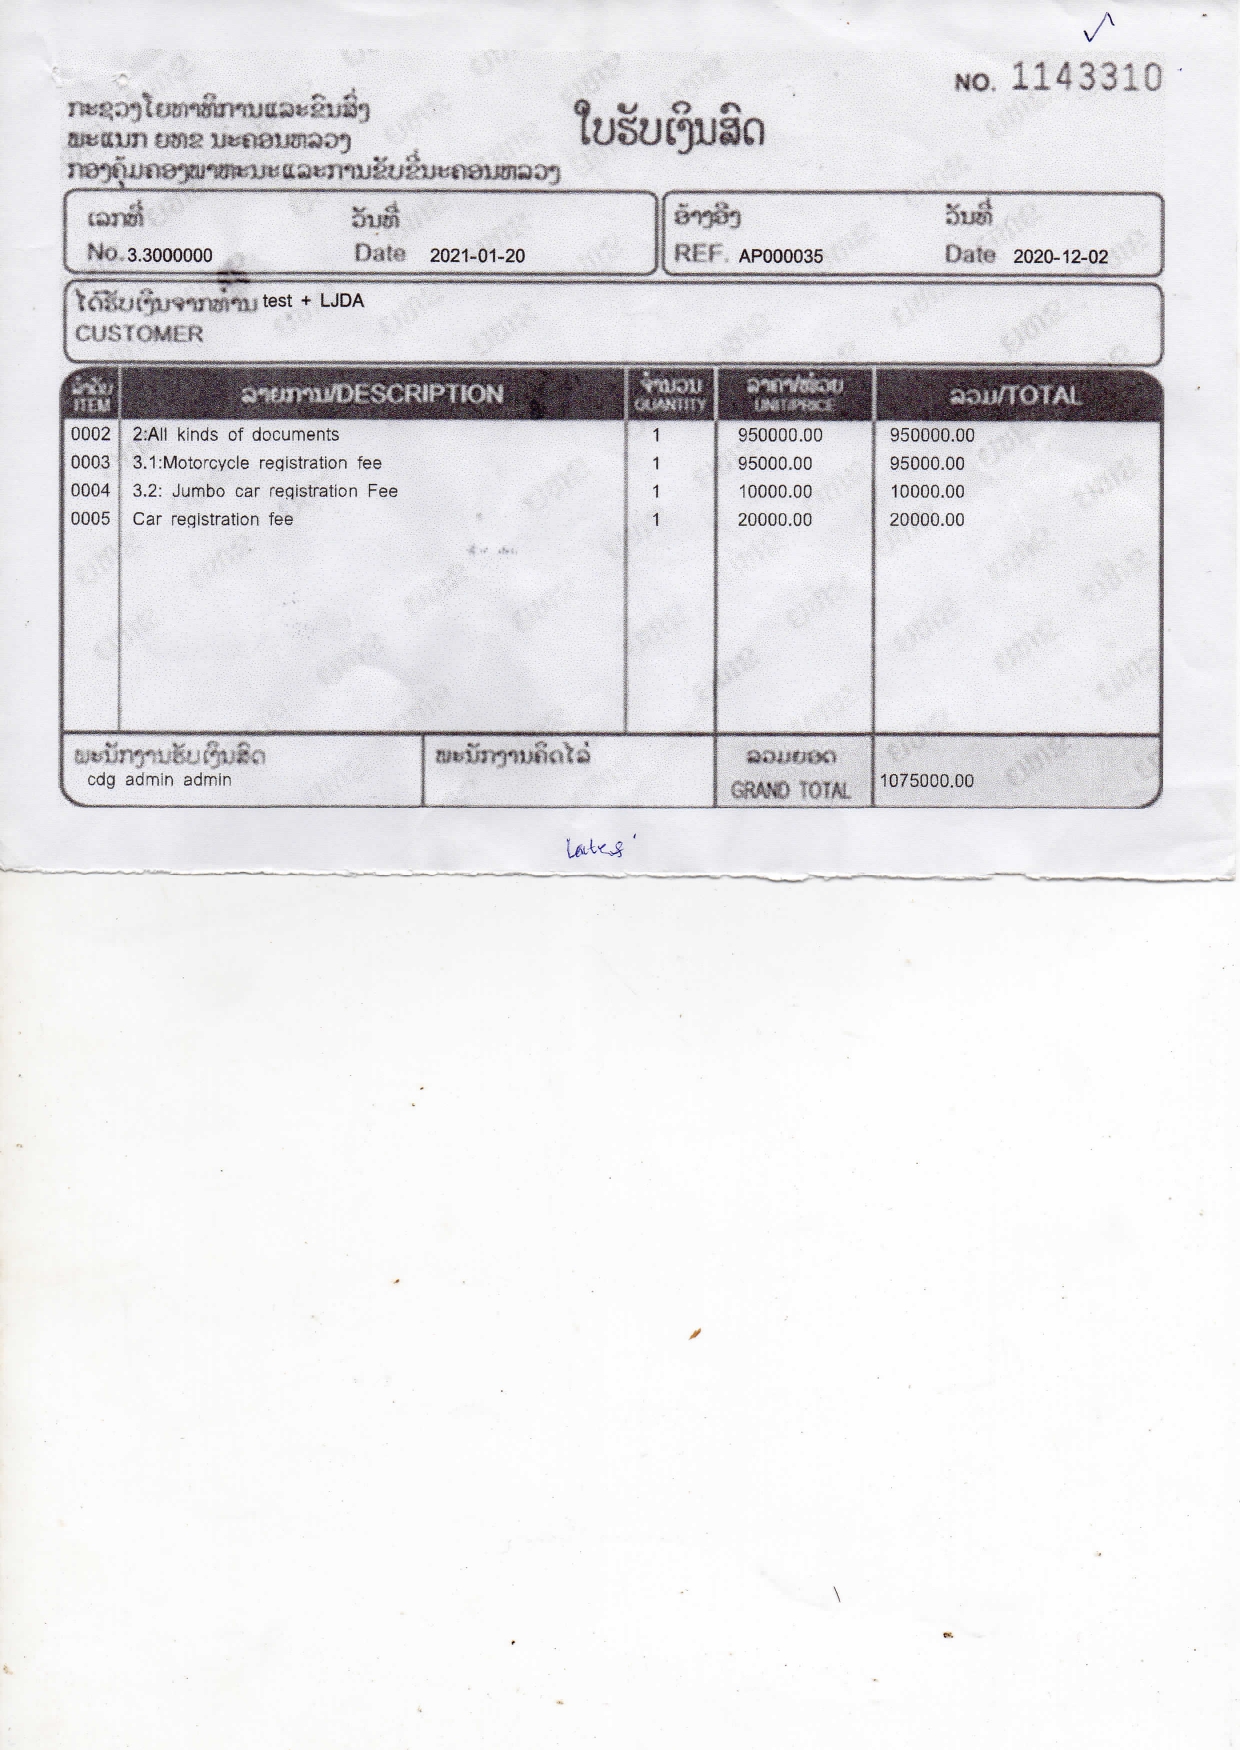 NO. 1143310
ກະຊວງໂຍທາທິການແລະຂົນສົ່ງ
ພະແນກ ຍທຂ ນະຄອນຫລວງ
ໃບຮັບເງິນສົດ
ກອງຄຸ້ມຄອງພາຫະນະແລະການຂັບຂີ່ນະຄອນຫລວງ
ເລກທີ່ ວັນທີ່ ອ້າງອີງ ວັນທີ່
No. 3.3000000 Date 2021-01-20 REF. AP000035 Date 2020-12-02
ໄດ້ຮັບເງິນຈາກທ່ານ test + LJDA
CUSTOMER
ລຳດັບ ລາຍການ/DESCRIPTION ຈຳນວນ ລາຄາ/ໜ່ວຍ ລວມ/TOTAL
ITEM QUANTITY UNIT/PRICE
0002 2:All kinds of documents 1 950000.00 950000.00
0003 3.1:Motorcycle registration fee 1 95000.00 95000.00
0004 3.2: Jumbo car registration Fee 1 10000.00 10000.00
0005 Car registration fee 1 20000.00 20000.00
ພະນັກງານຮັບເງິນສົດ ພະນັກງານຄິດໄລ່ ລວມຍອດ
cdg admin admin GRAND TOTAL 1075000.00